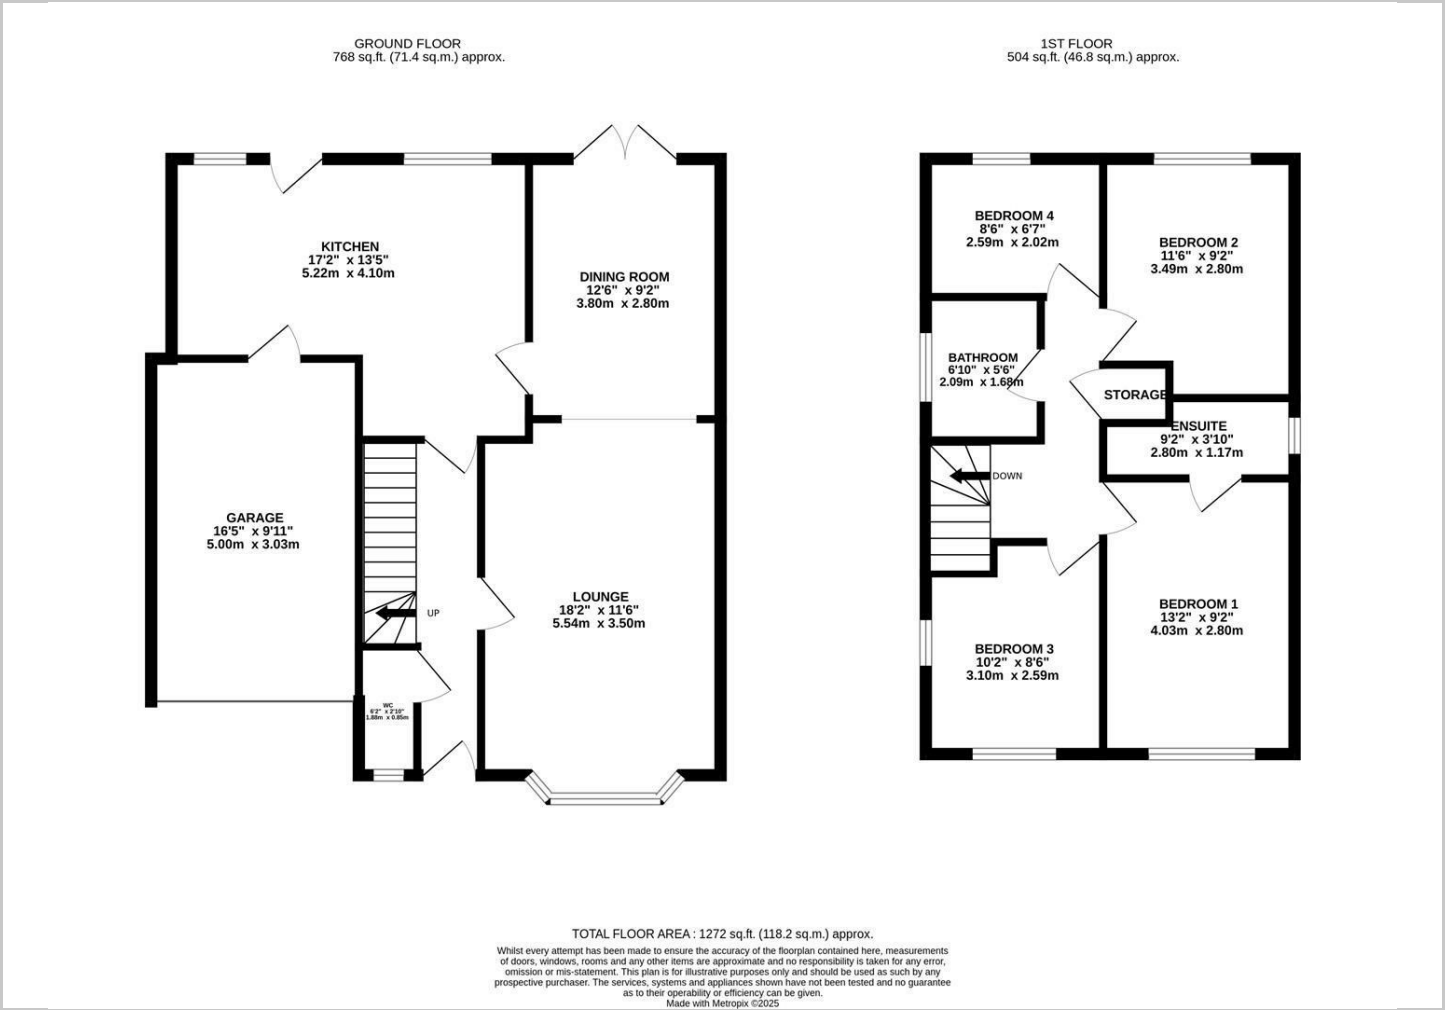 GROUND FLOOR
768 sq.ft. (71.4 sq.m.) approx.
1ST FLOOR
504 sq.ft. (46.8 sq.m.) approx.
KITCHEN
17'2" x 13'5"
5.22m x 4.10m
DINING ROOM
12'6" x 9'2"
3.80m x 2.80m
GARAGE
16'5" x 9'11"
5.00m x 3.03m
UP
LOUNGE
18'2" x 11'6"
5.54m x 3.50m
WC
6'2" x 2'10"
1.88m x 0.85m
BEDROOM 4
8'6" x 6'7"
2.59m x 2.02m
BEDROOM 2
11'6" x 9'2"
3.49m x 2.80m
BATHROOM
6'10" x 5'6"
2.09m x 1.68m
STORAGE
ENSUITE
9'2" x 3'10"
2.80m x 1.17m
DOWN
BEDROOM 1
13'2" x 9'2"
4.03m x 2.80m
BEDROOM 3
10'2" x 8'6"
3.10m x 2.59m
TOTAL FLOOR AREA : 1272 sq.ft. (118.2 sq.m.) approx.
Whilst every attempt has been made to ensure the accuracy of the floorplan contained here, measurements
of doors, windows, rooms and any other items are approximate and no responsibility is taken for any error,
omission or mis-statement. This plan is for illustrative purposes only and should be used as such by any
prospective purchaser. The services, systems and appliances shown have not been tested and no guarantee
as to their operability or efficiency can be given.
Made with Metropix ©2025